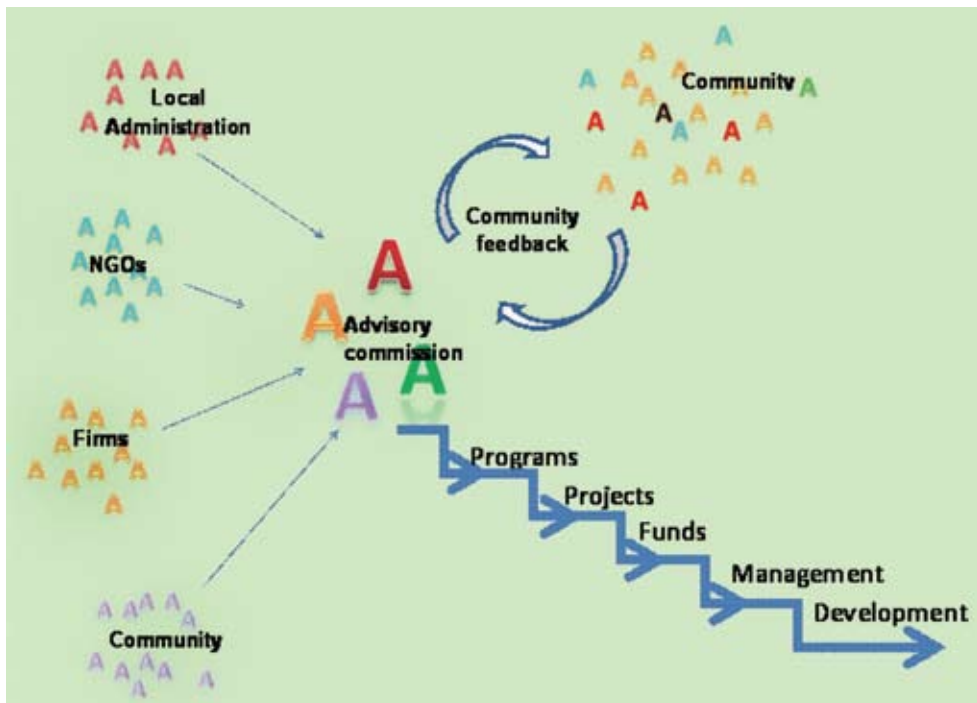 Local
Administration
NGOs
Firms
Community
Advisory
commission
Community
feedback
Community
Programs
Projects
Funds
Management
Development